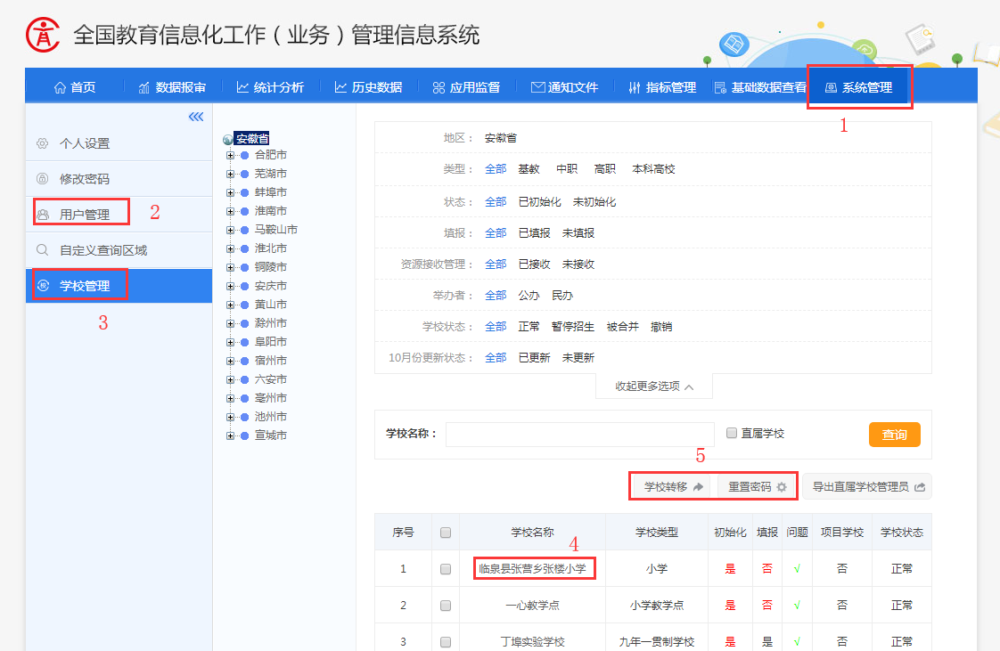 全国教育信息化工作（业务）管理信息系统
首页 数据报审 统计分析 历史数据 应用监督 通知文件 指标管理 基础数据查看 系统管理
1
个人设置
修改密码
用户管理 2
自定义查询区域
学校管理
3
安徽省
合肥市
芜湖市
蚌埠市
淮南市
马鞍山市
淮北市
铜陵市
安庆市
黄山市
滁州市
阜阳市
宿州市
六安市
亳州市
池州市
宣城市
地区： 安徽省
类型： 全部 基教 中职 高职 本科高校
状态： 全部 已初始化 未初始化
填报： 全部 已填报 未填报
资源接收管理： 全部 已接收 未接收
举办者： 全部 公办 民办
学校状态： 全部 正常 暂停招生 被合并 撤销
10月份更新状态： 全部 已更新 未更新
收起更多选项
学校名称： 直属学校 查询
5
学校转移 重置密码 导出直属学校管理员
序号 学校名称 学校类型 初始化 填报 问题 项目学校 学校状态
4
1 临泉县张营乡张楼小学 小学 是 否 √ 否 正常
2 一心教学点 小学教学点 是 否 √ 否 正常
3 丁埠实验学校 九年一贯制学校 是 是 √ 否 正常